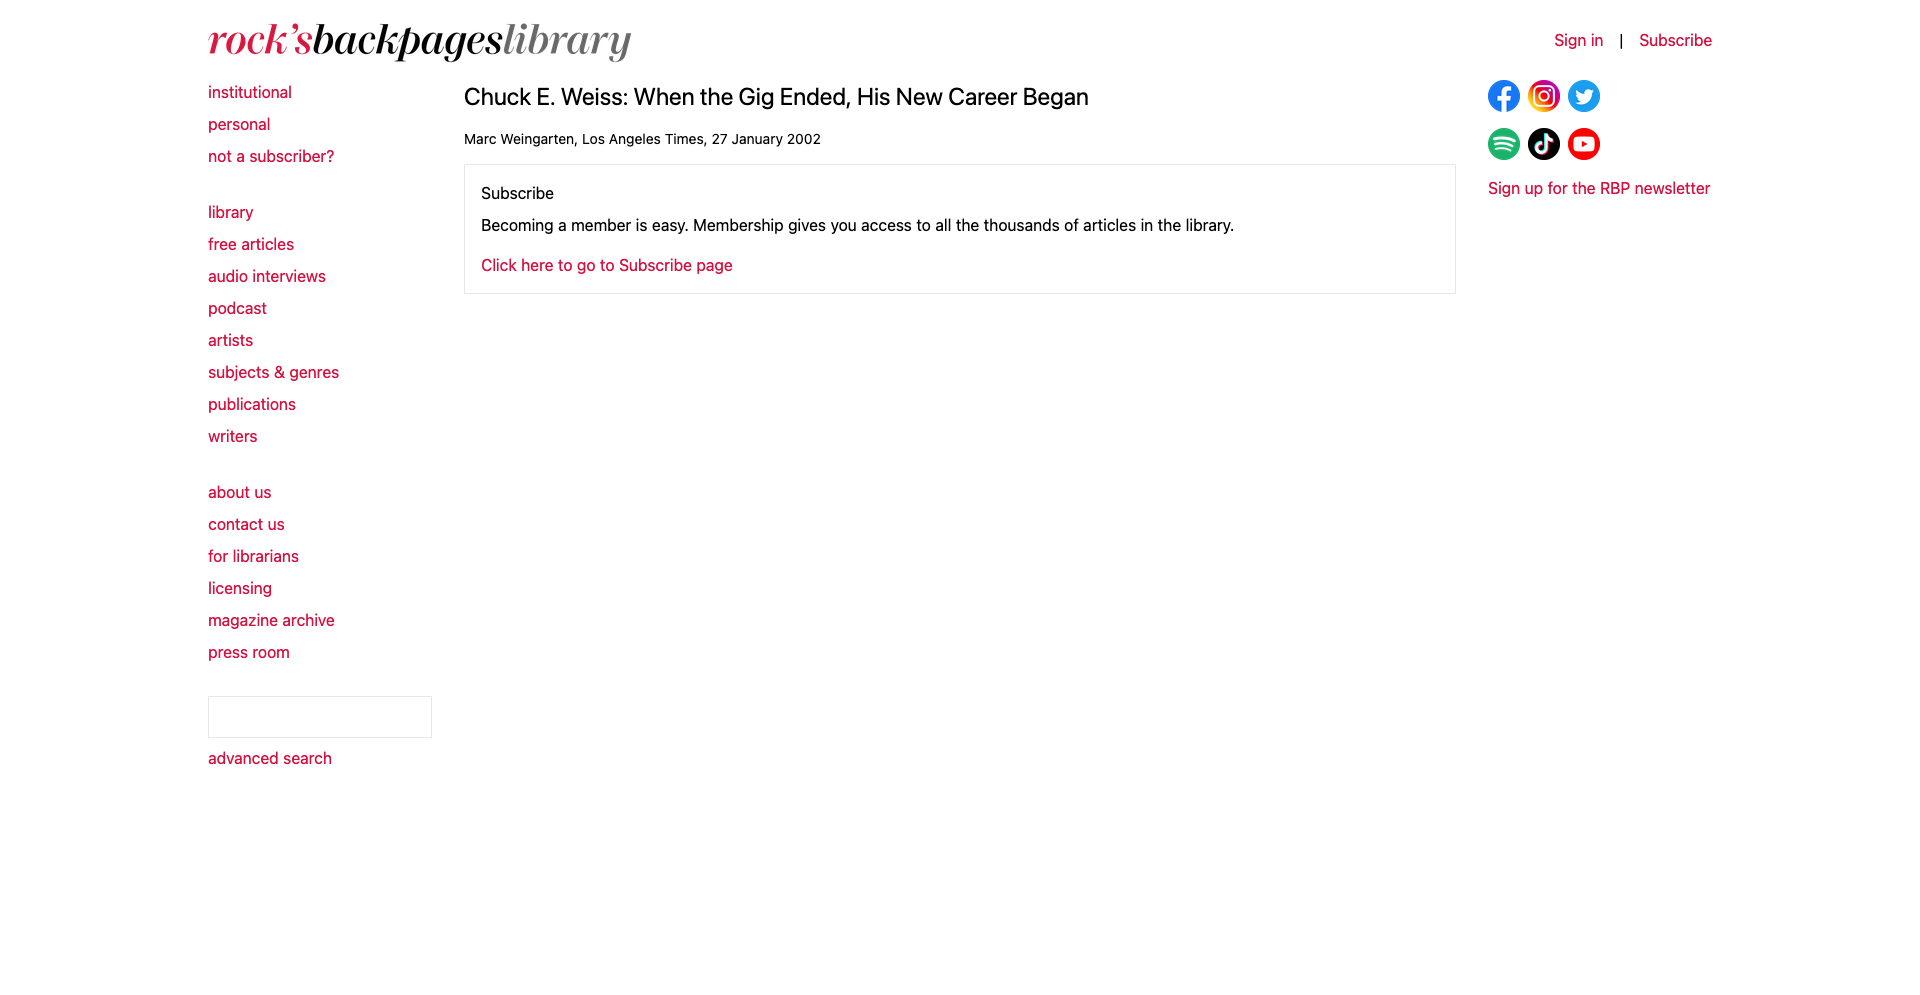 rock'sbackpageslibrary
Sign in | Subscribe
institutional
personal
not a subscriber?
library
free articles
audio interviews
podcast
artists
subjects & genres
publications
writers
about us
contact us
for librarians
licensing
magazine archive
press room
advanced search
Chuck E. Weiss: When the Gig Ended, His New Career Began
Marc Weingarten, Los Angeles Times, 27 January 2002
Subscribe
Becoming a member is easy. Membership gives you access to all the thousands of articles in the library.
Click here to go to Subscribe page
Sign up for the RBP newsletter